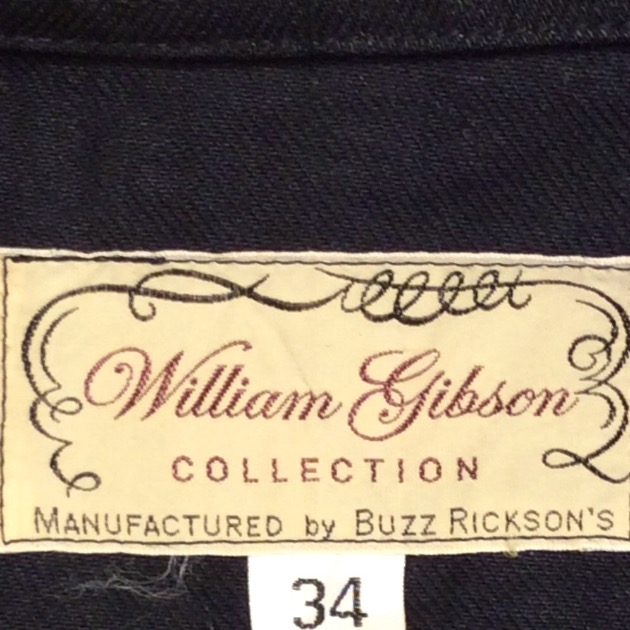 William Gibson
COLLECTION
MANUFACTURED by BUZZ RICKSON'S
34